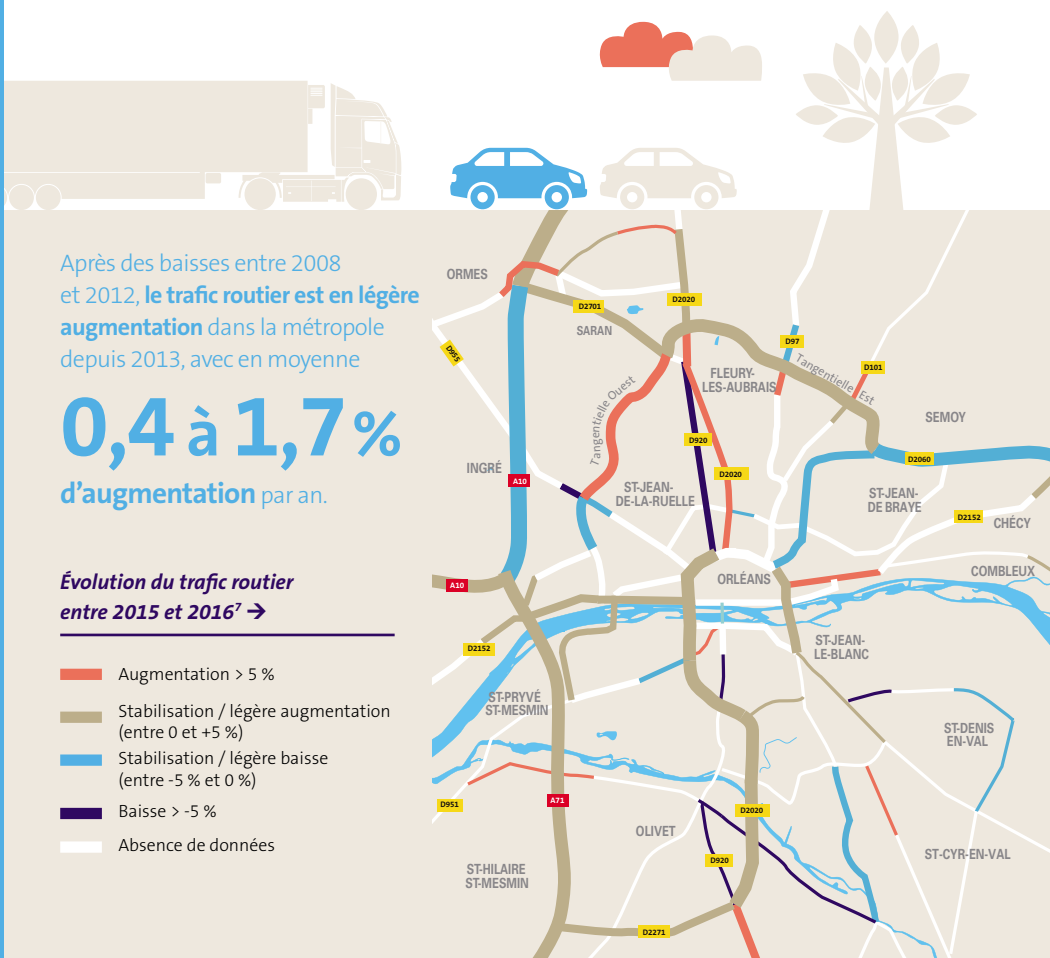 Après des baisses entre 2008
et 2012, le trafic routier est en légère
augmentation dans la métropole
depuis 2013, avec en moyenne
0,4 à 1,7 %
d'augmentation par an.
Évolution du trafic routier
entre 2015 et 2016⁷ →
Augmentation > 5 %
Stabilisation / légère augmentation
(entre 0 et +5 %)
Stabilisation / légère baisse
(entre -5 % et 0 %)
Baisse > -5 %
Absence de données
ORMES
D2701
D2020
SARAN
D955
D97
Tangentielle Est
D101
FLEURY-
LES-AUBRAIS
Tangentielle Ouest
SEMOY
D920
D2060
INGRÉ
A10
D2020
ST-JEAN-
DE-LA-RUELLE
ST-JEAN-
DE BRAYE
D2152
CHÉCY
A10
ORLÉANS
COMBLEUX
D2152
ST-JEAN-
LE-BLANC
ST-PRYVÉ
ST-MESMIN
ST-DENIS
EN-VAL
D951
A71
D2020
OLIVET
D920
ST-CYR-EN-VAL
ST-HILAIRE
ST-MESMIN
D2271